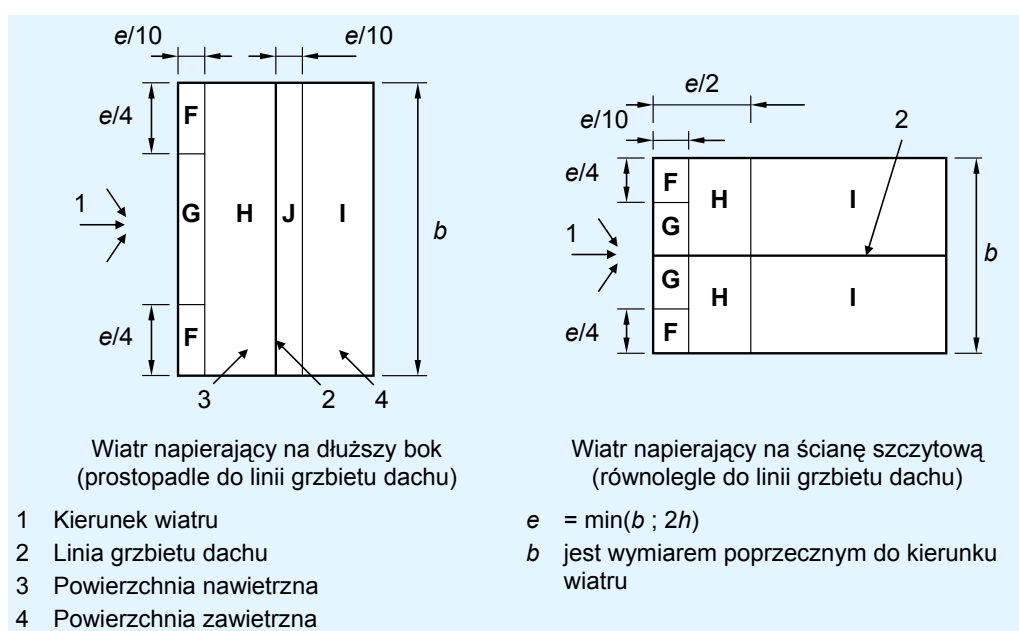 e/10
e/10
e/4
F
1
G H J I
b
e/4
F
3
2
4
Wiatr napierający na dłuższy bok
(prostopadle do linii grzbietu dachu)
e/2
e/10
2
e/4
F
H
I
1
G
b
G
H
I
e/4
F
Wiatr napierający na ścianę szczytową
(równolegle do linii grzbietu dachu)
1 Kierunek wiatru
2 Linia grzbietu dachu
3 Powierzchnia nawietrzna
4 Powierzchnia zawietrzna
e = min(b ; 2h)
b jest wymiarem poprzecznym do kierunku
wiatru